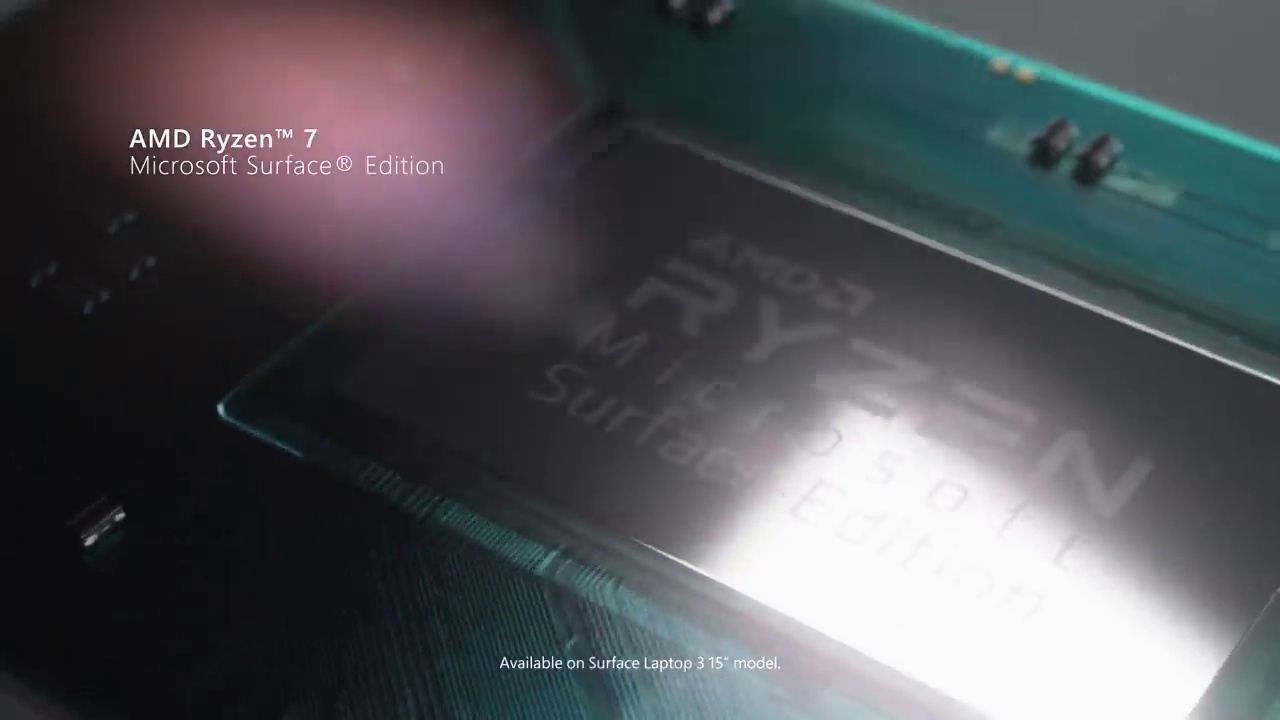 AMD Ryzen™ 7
Microsoft Surface® Edition
AMD
RYZEN
Microsoft
Surface
Edition
Available on Surface Laptop 3 15" model.